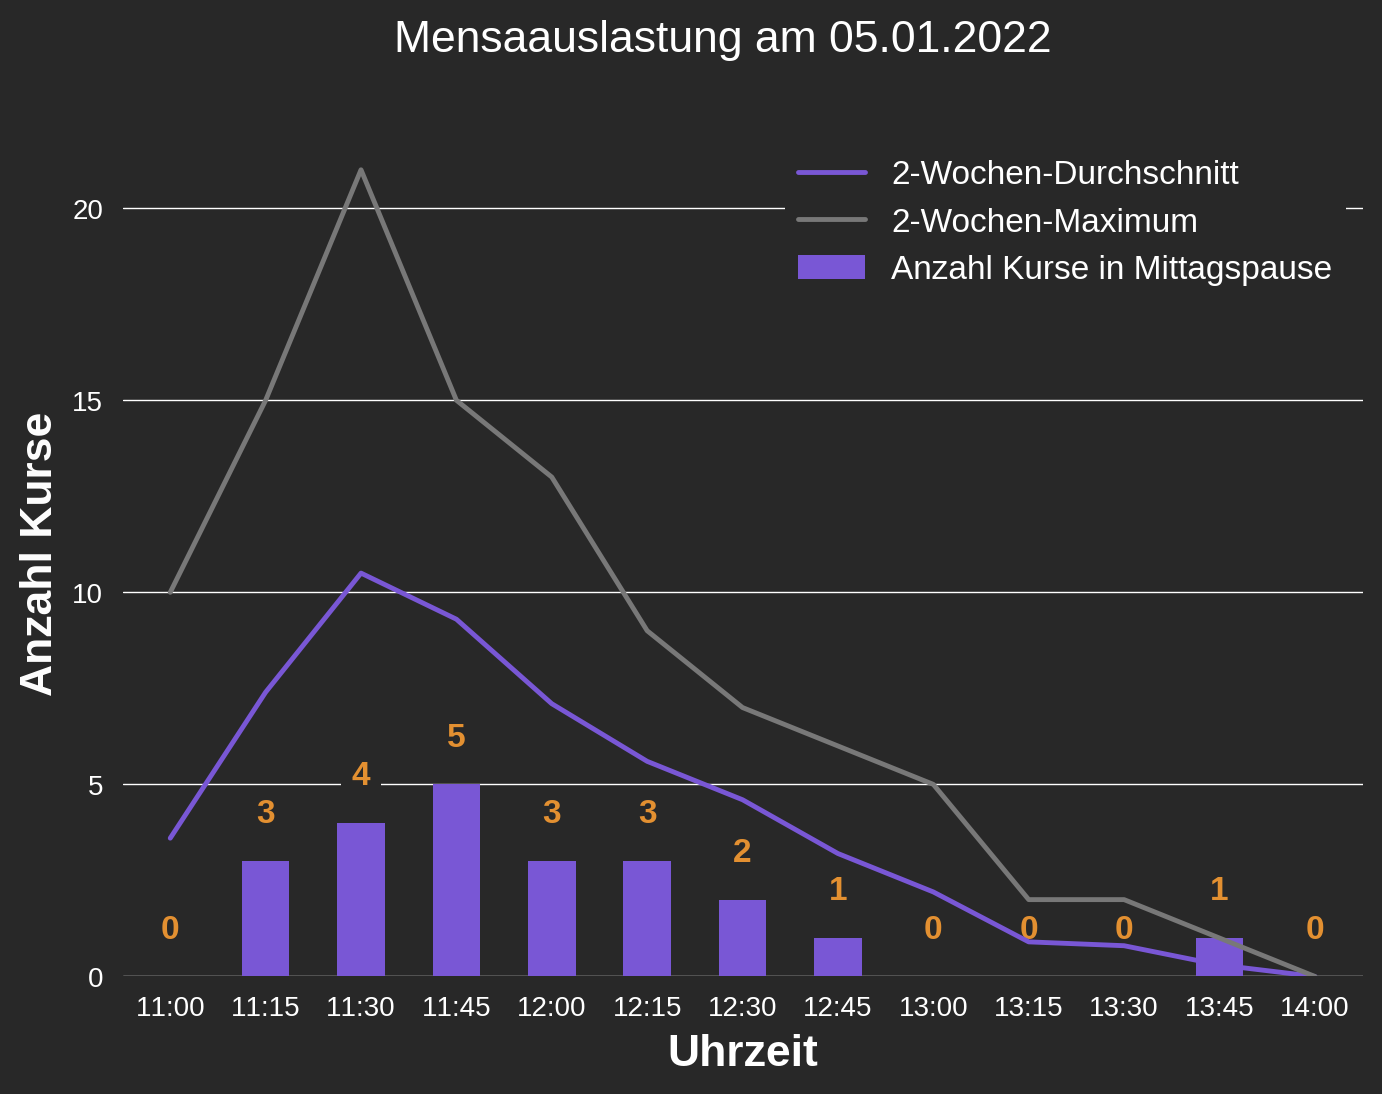 Mensaauslastung am 05.01.2022
2-Wochen-Durchschnitt
2-Wochen-Maximum
Anzahl Kurse in Mittagspause
Anzahl Kurse
20
15
10
5
0
0
3
4
5
3
3
2
1
0
0
0
1
0
11:00 11:15 11:30 11:45 12:00 12:15 12:30 12:45 13:00 13:15 13:30 13:45 14:00
Uhrzeit